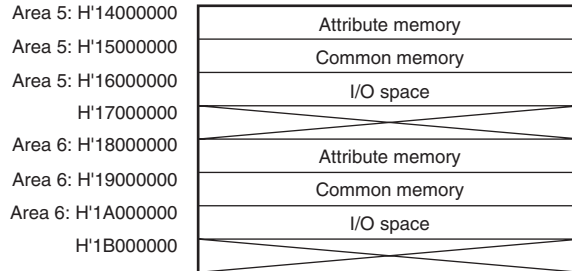 Area 5: H'14000000
Attribute memory
Area 5: H'15000000
Common memory
Area 5: H'16000000
I/O space
H'17000000
Area 6: H'18000000
Attribute memory
Area 6: H'19000000
Common memory
Area 6: H'1A000000
I/O space
H'1B000000